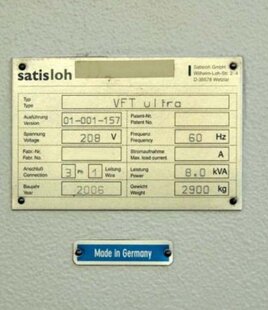 satisloh
Satisloh GmbH
Wilhelm-Loh-Str. 2-4
D-35578 Wetzlar
Typ
Type
VFT ultra
Ausführung
Version
01-001-157
Patent-Nr.
Patent No.
Spannung
Voltage
208 V
Frequenz
Frequency
60 Hz
Fabr.-Nr.
Fabr. No.
Stromaufnahme
Max. load current.
A
Anschluß
Connection
3 Ph 1 Leitung
Wire
Leistung
Power
8.0 kVA
Baujahr
Year
2006
Gewicht
Weight
2900 kg
Made in Germany